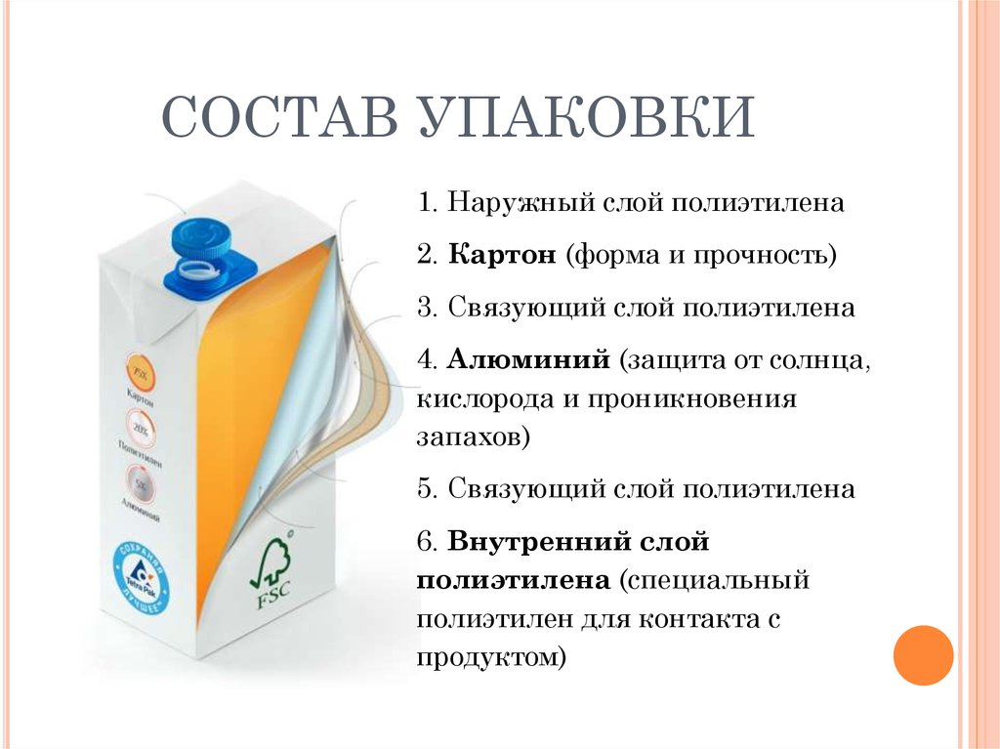 СОСТАВ УПАКОВКИ
1. Наружный слой полиэтилена
2. Картон (форма и прочность)
3. Связующий слой полиэтилена
4. Алюминий (защита от солнца,
кислорода и проникновения
запахов)
5. Связующий слой полиэтилена
6. Внутренний слой
полиэтилена (специальный
полиэтилен для контакта с
продуктом)
75%
Картон
20%
Полиэтилен
5%
Алюминий
СОХРАНЯЯ
Tetra Pak
ЛУЧШЕЕ™
©
FSC